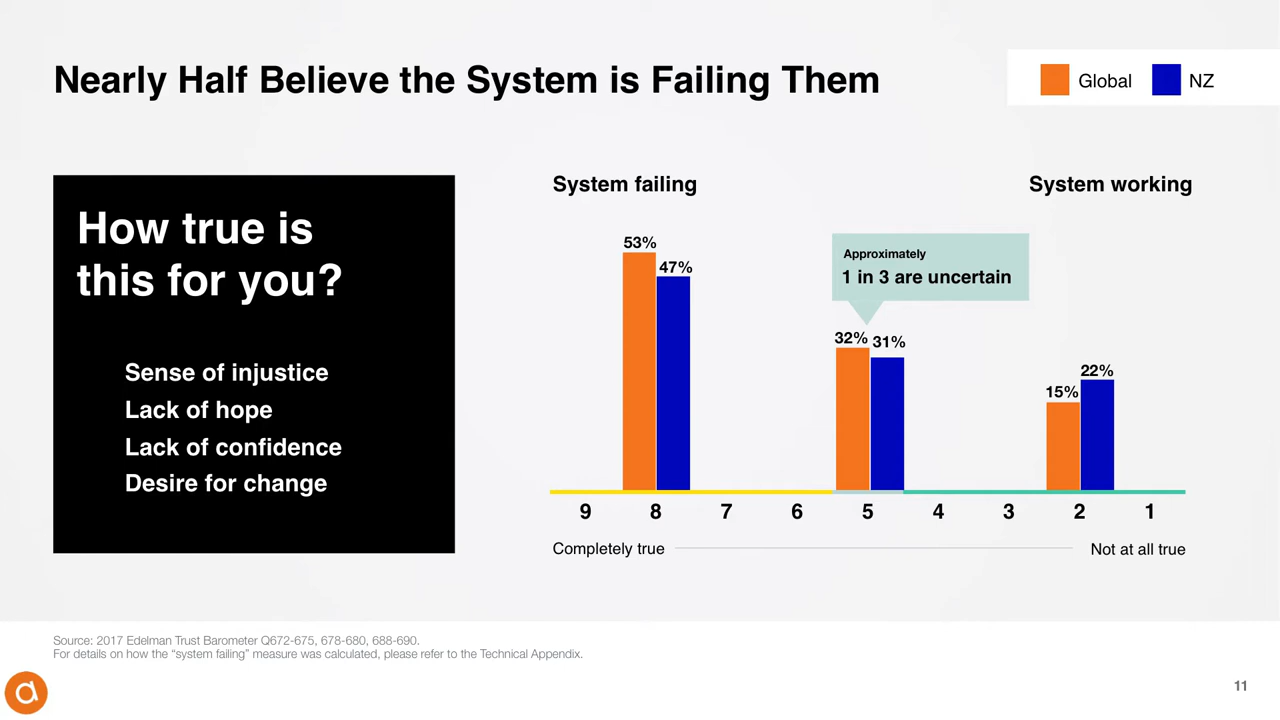 Nearly Half Believe the System is Failing Them
Global NZ
How true is
this for you?
Sense of injustice
Lack of hope
Lack of confidence
Desire for change
System failing
System working
53%
47%
Approximately
1 in 3 are uncertain
32%
31%
15%
22%
9 8 7 6 5 4 3 2 1
Completely true
Not at all true
Source: 2017 Edelman Trust Barometer Q672-675, 678-680, 688-690.
For details on how the “system failing” measure was calculated, please refer to the Technical Appendix.
a
11